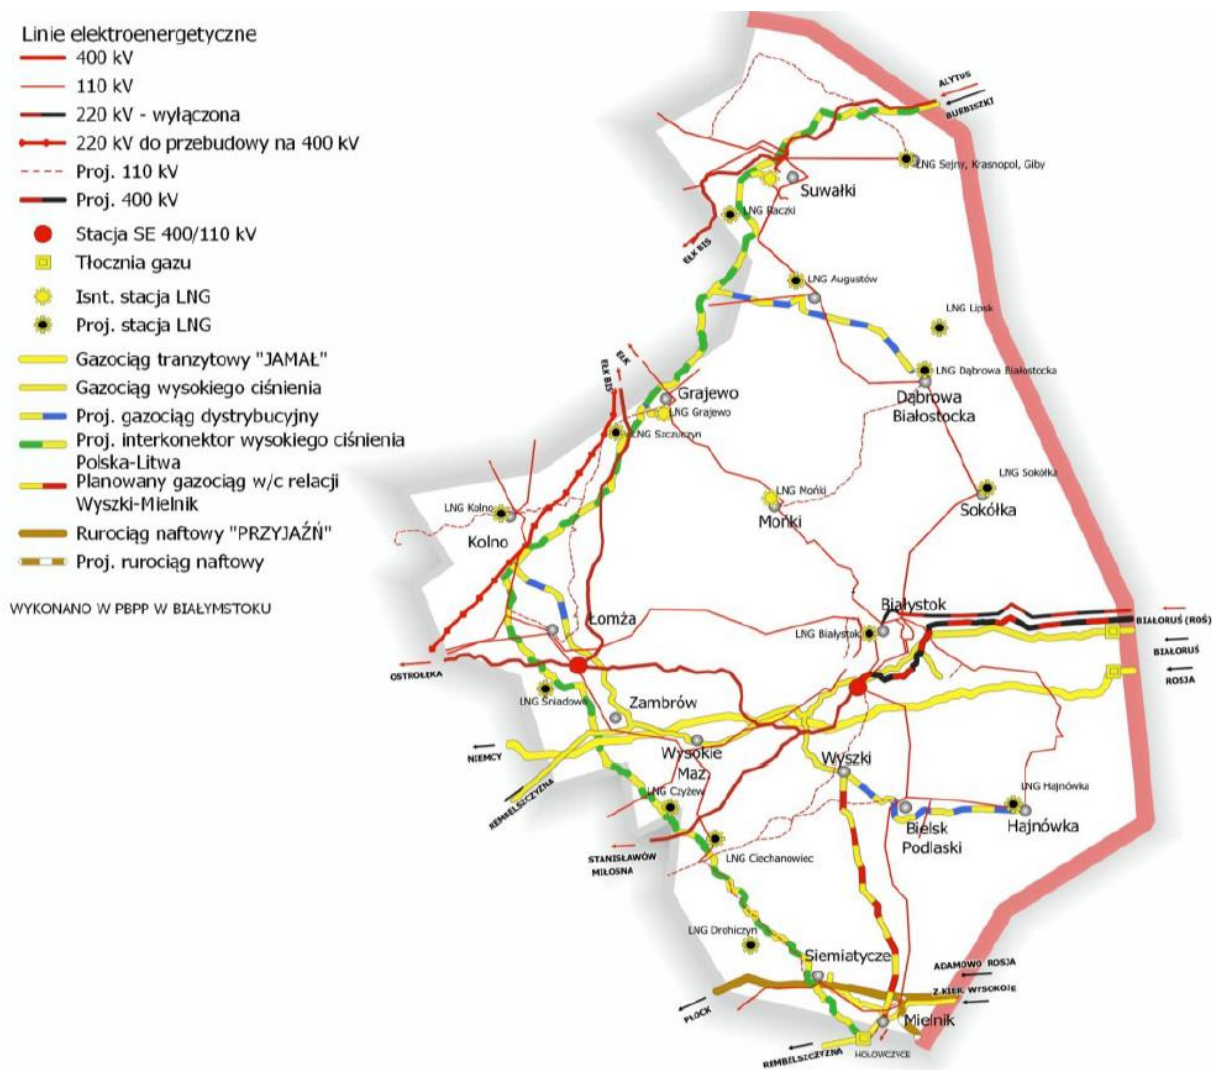 Linie elektroenergetyczne
400 kV
110 kV
220 kV - wyłączona
220 kV do przebudowy na 400 kV
Proj. 110 kV
Proj. 400 kV
Stacja SE 400/110 kV
Tłocznia gazu
Isnt. stacja LNG
Proj. stacja LNG
Gazociąg tranzytowy "JAMAŁ"
Gazociąg wysokiego ciśnienia
Proj. gazociąg dystrybucyjny
Proj. interkonektor wysokiego ciśnienia
Polska-Litwa
Planowany gazociąg w/c relacji
Wyszki-Mielnik
Rurociąg naftowy "PRZYJAŹŃ"
Proj. rurociąg naftowy
WYKONANO W PBPP W BIAŁYMSTOKU
ALYTUS
BURBISZKI
LNG Sejny, Krasnopol, Giby
Suwałki
LNG Raczki
EŁK BIS
LNG Augustów
LNG Lipsk
EŁK
EŁK BIS
LNG Dąbrowa Białostocka
Grajewo
Dąbrowa
Białostocka
LNG Grajewo
LNG Szczuczyn
LNG Sokółka
LNG Mońki
LNG Kolno
Sokółka
Mońki
Kolno
Białystok
Łomża
BIAŁORUŚ (ROŚ)
LNG Białystok
BIAŁORUŚ
OSTROŁĘKA
ROSJA
LNG Śniadowo
Zambrów
NIEMCY
Wysokie
Maz.
Wyszki
REMBELSZCZYZNA
LNG Czyżew
LNG Hajnówka
Bielsk
Podlaski
Hajnówka
STANISŁAWÓW
MIŁOSNA
LNG Ciechanowiec
LNG Drohiczyn
Siemiatycze
ADAMOWO ROSJA
Z KIER. WYSOKOJE
PŁOCK
Mielnik
REMBELSZCZYZNA
HOŁOWCZYCE